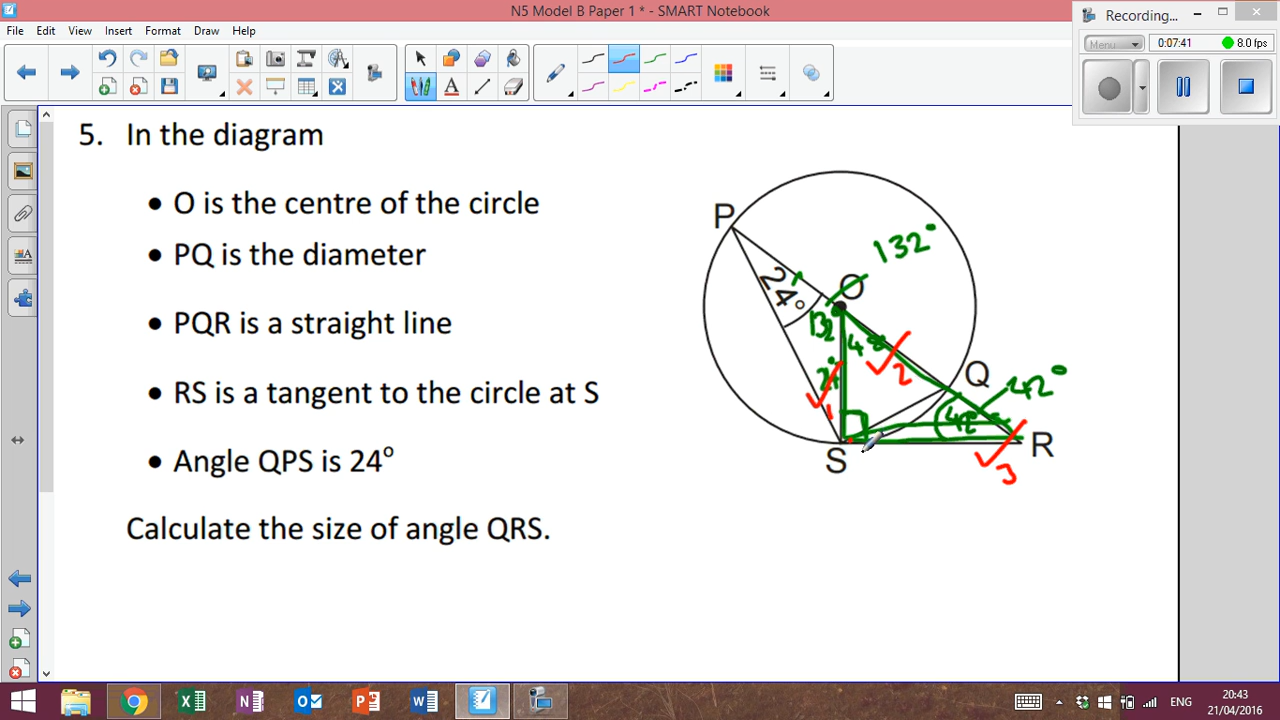 N5 Model B Paper 1 * - SMART Notebook
Recording...
File Edit View Insert Format Draw Help
Menu
0:07:41
8.0 fps
5. In the diagram
• O is the centre of the circle
• PQ is the diameter
• PQR is a straight line
• RS is a tangent to the circle at S
• Angle QPS is 24°
Calculate the size of angle QRS.
P
132°
24°
O
132
48
2
Q
42°
1
42
S
R
3
ENG
20:43
21/04/2016